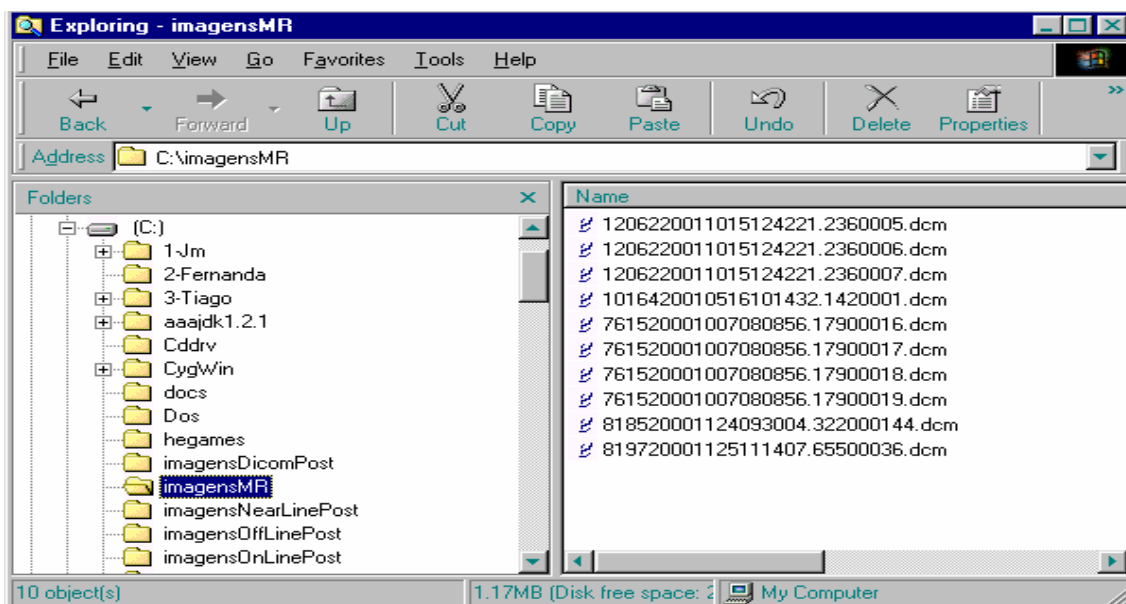 Exploring - imagensMR
File Edit View Go Favorites Tools Help
Back Forward Up Cut Copy Paste Undo Delete Properties »
Address C:\imagensMR
Folders
(C:)
1-Jm
2-Fernanda
3-Tiago
aaajdk1.2.1
Cddrv
CygWin
docs
Dos
hegames
imagensDicomPost
imagensMR
imagensNearLinePost
imagensOffLinePost
imagensOnLinePost
Name
1206220011015124221.2360005.dcm
1206220011015124221.2360006.dcm
1206220011015124221.2360007.dcm
1016420010516101432.1420001.dcm
761520001007080856.17900016.dcm
761520001007080856.17900017.dcm
761520001007080856.17900018.dcm
761520001007080856.17900019.dcm
8185200011240930​04.322000144.dcm
819720001125111407.65500036.dcm
10 object(s) 1.17MB (Disk free space: My Computer